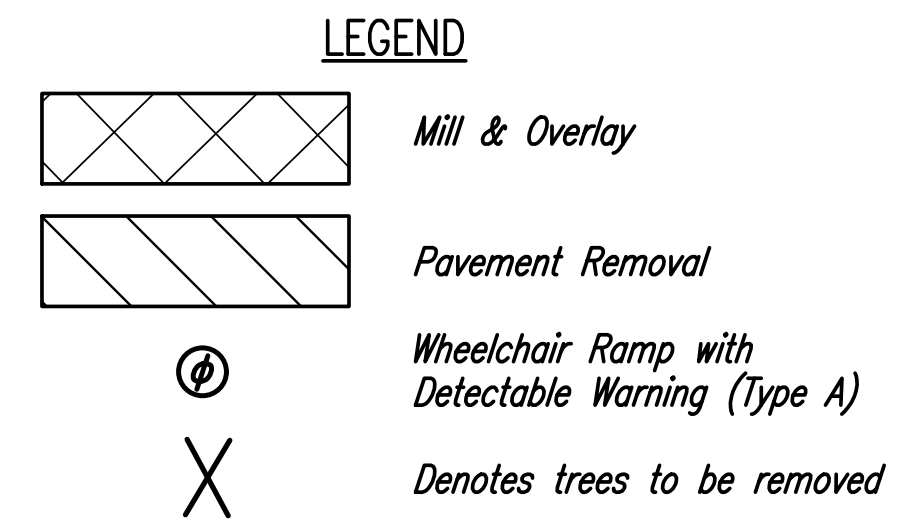 LEGEND
Mill & Overlay
Pavement Removal
ϕ
Wheelchair Ramp with
Detectable Warning (Type A)
X
Denotes trees to be removed